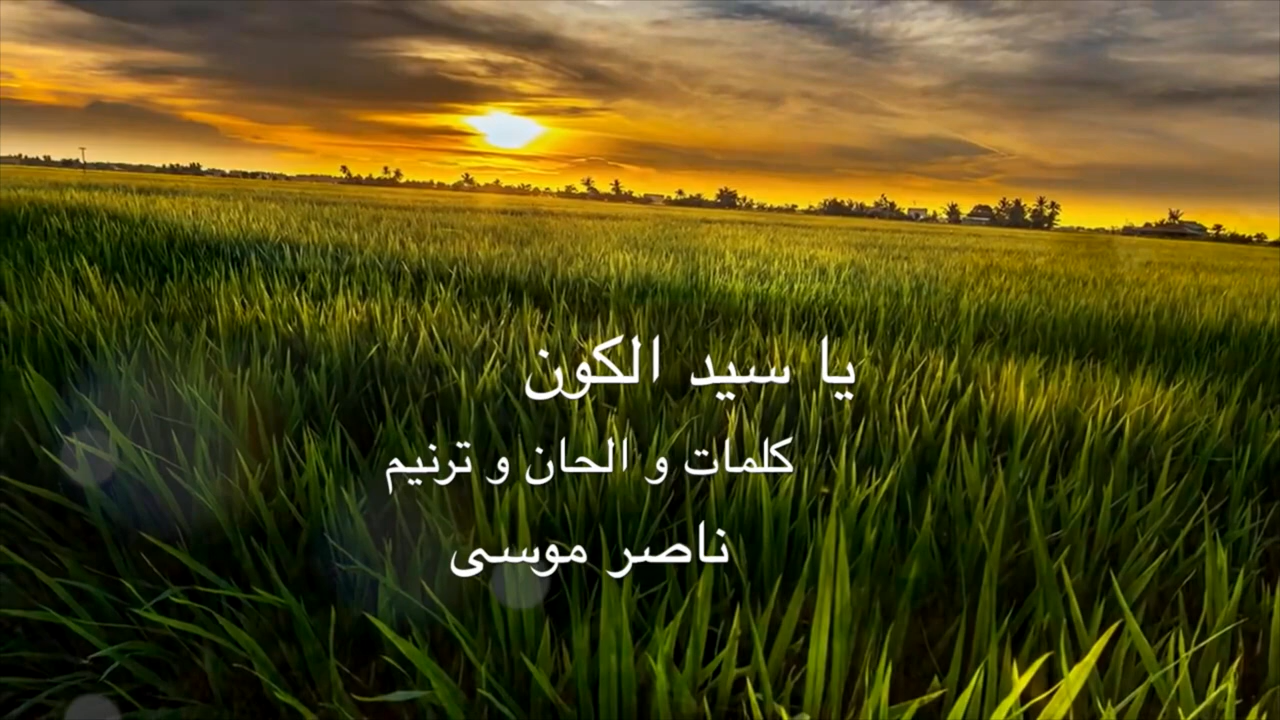 يا سيد الكون
كلمات و الحان و ترنيم
ناصر موسى